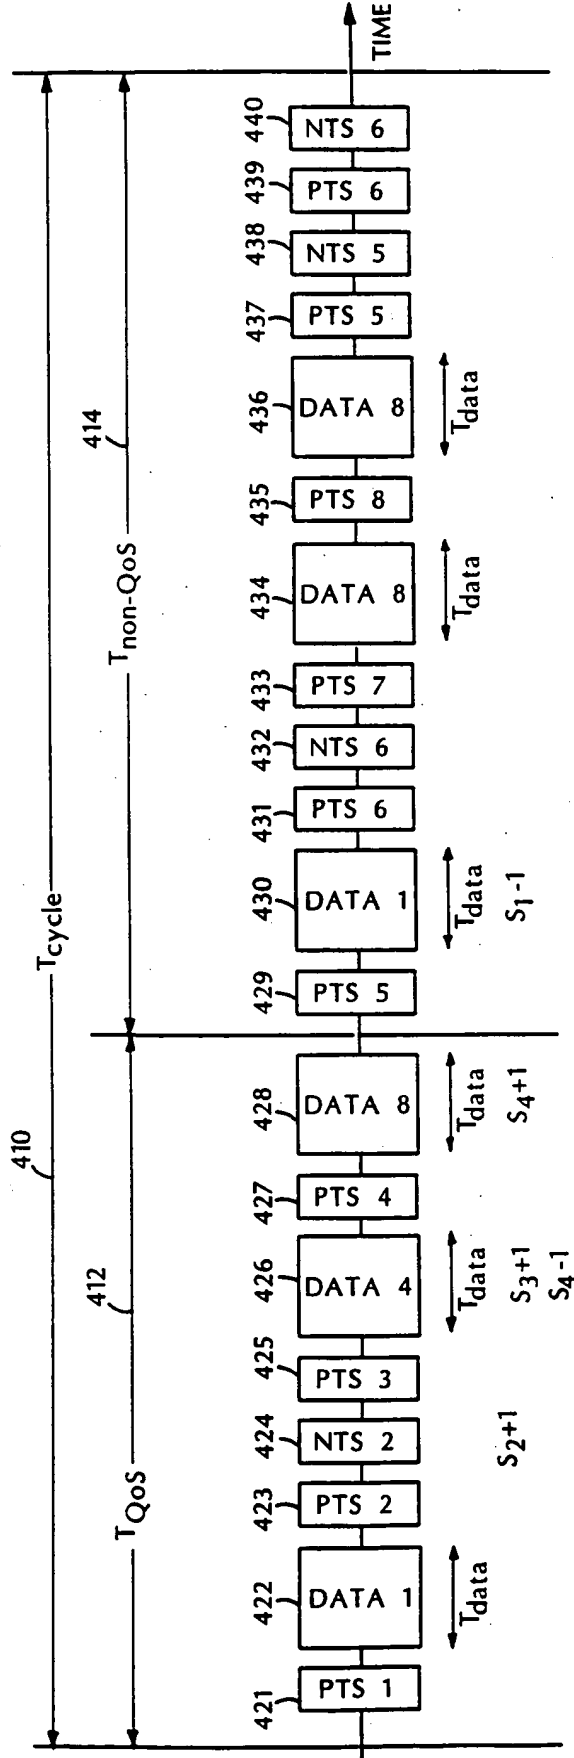 410
Tcycle
412
414
TQoS
Tnon-QoS
421
422
423
424
425
426
427
428
429
430
431
432
433
434
435
436
437
438
439
440
PTS 1
DATA 1
PTS 2
NTS 2
PTS 3
DATA 4
PTS 4
DATA 8
PTS 5
DATA 1
PTS 6
NTS 6
PTS 7
DATA 8
PTS 8
DATA 8
PTS 5
NTS 5
PTS 6
NTS 6
TIME
Tdata
Tdata
Tdata
Tdata
Tdata
Tdata
S2+1
S3+1
S4-1
S4+1
S1-1